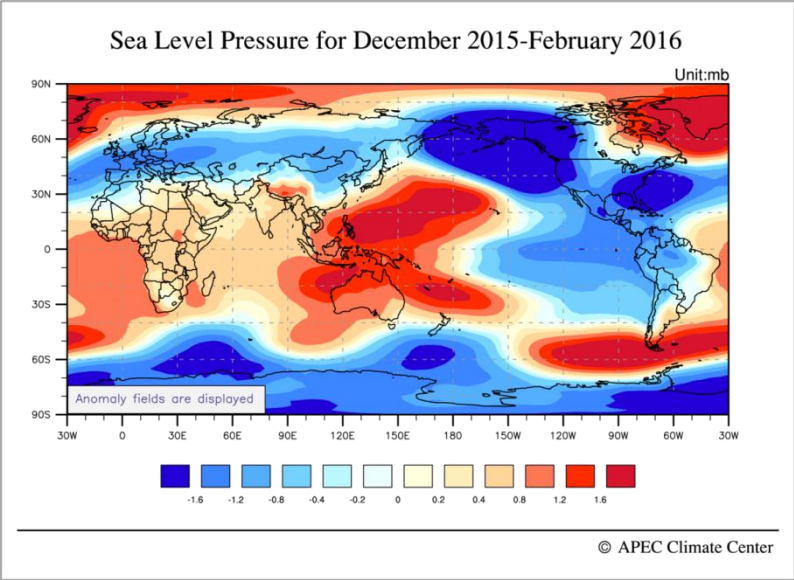 Sea Level Pressure for December 2015-February 2016
Unit:mb
90N
60N
30N
0
30S
60S
90S
Anomaly fields are displayed
30W 0 30E 60E 90E 120E 150E 180 150W 120W 90W 60W 30W
-1.6 -1.2 -0.8 -0.4 -0.2 0 0.2 0.4 0.8 1.2 1.6
© APEC Climate Center